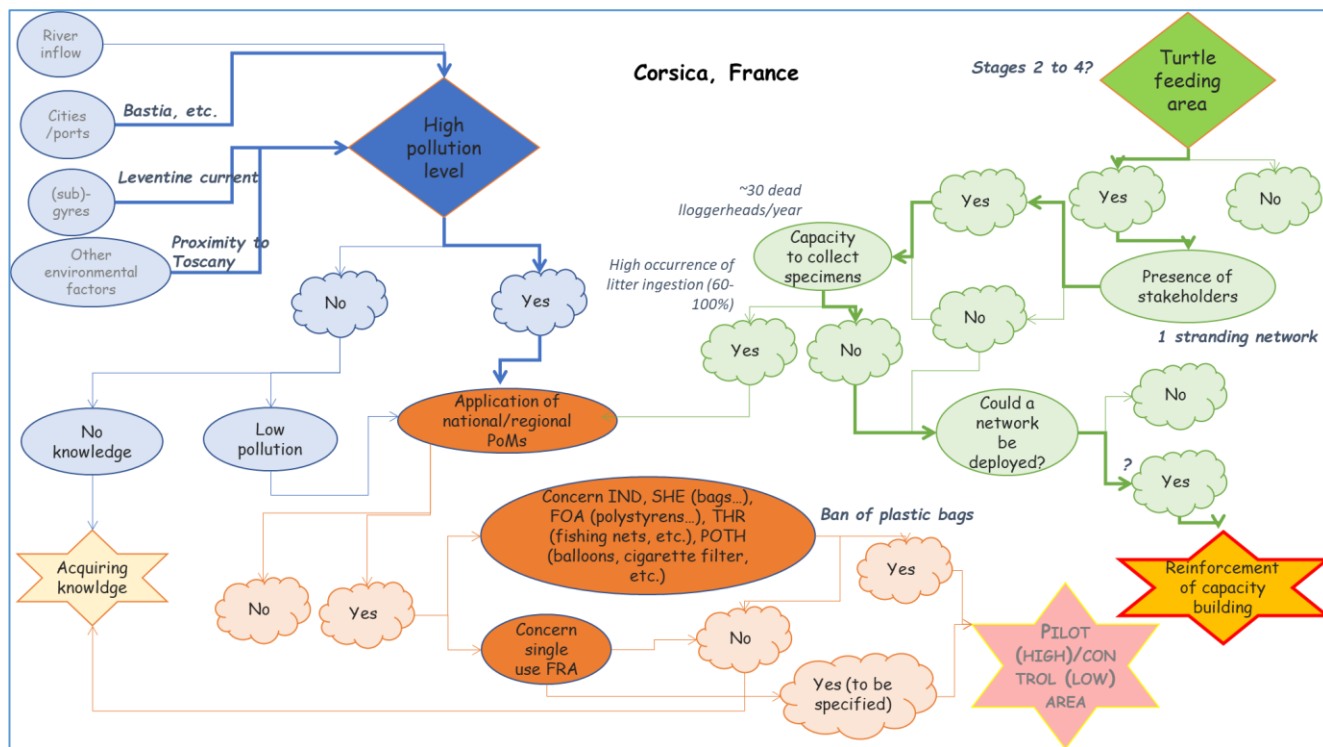 Corsica, France
River
inflow
Cities
/ports
Bastia, etc.
(sub)-
gyres
Leventine current
Other
environmental
factors
Proximity to
Toscany
High
pollution
level
No
Yes
No
knowledge
Low
pollution
Application of
national/regional
PoMs
Acquiring
knowldge
No
Yes
Concern IND, SHE (bags…),
FOA (polystyrens…), THR
(fishing nets, etc.), POTH
(balloons, cigarette filter,
etc.)
Concern
single
use FRA
Ban of plastic bags
Yes
No
Yes (to be
specified)
PILOT
(HIGH)/CON
TROL (LOW)
AREA
Stages 2 to 4?
Turtle
feeding
area
Yes
No
Presence of
stakeholders
1 stranding network
Yes
No
~30 dead
lloggerheads/year
Capacity
to collect
specimens
High occurrence of
litter ingestion (60-
100%)
Yes
No
Could a
network
be
deployed?
No
?
Yes
Reinforcement
of capacity
building